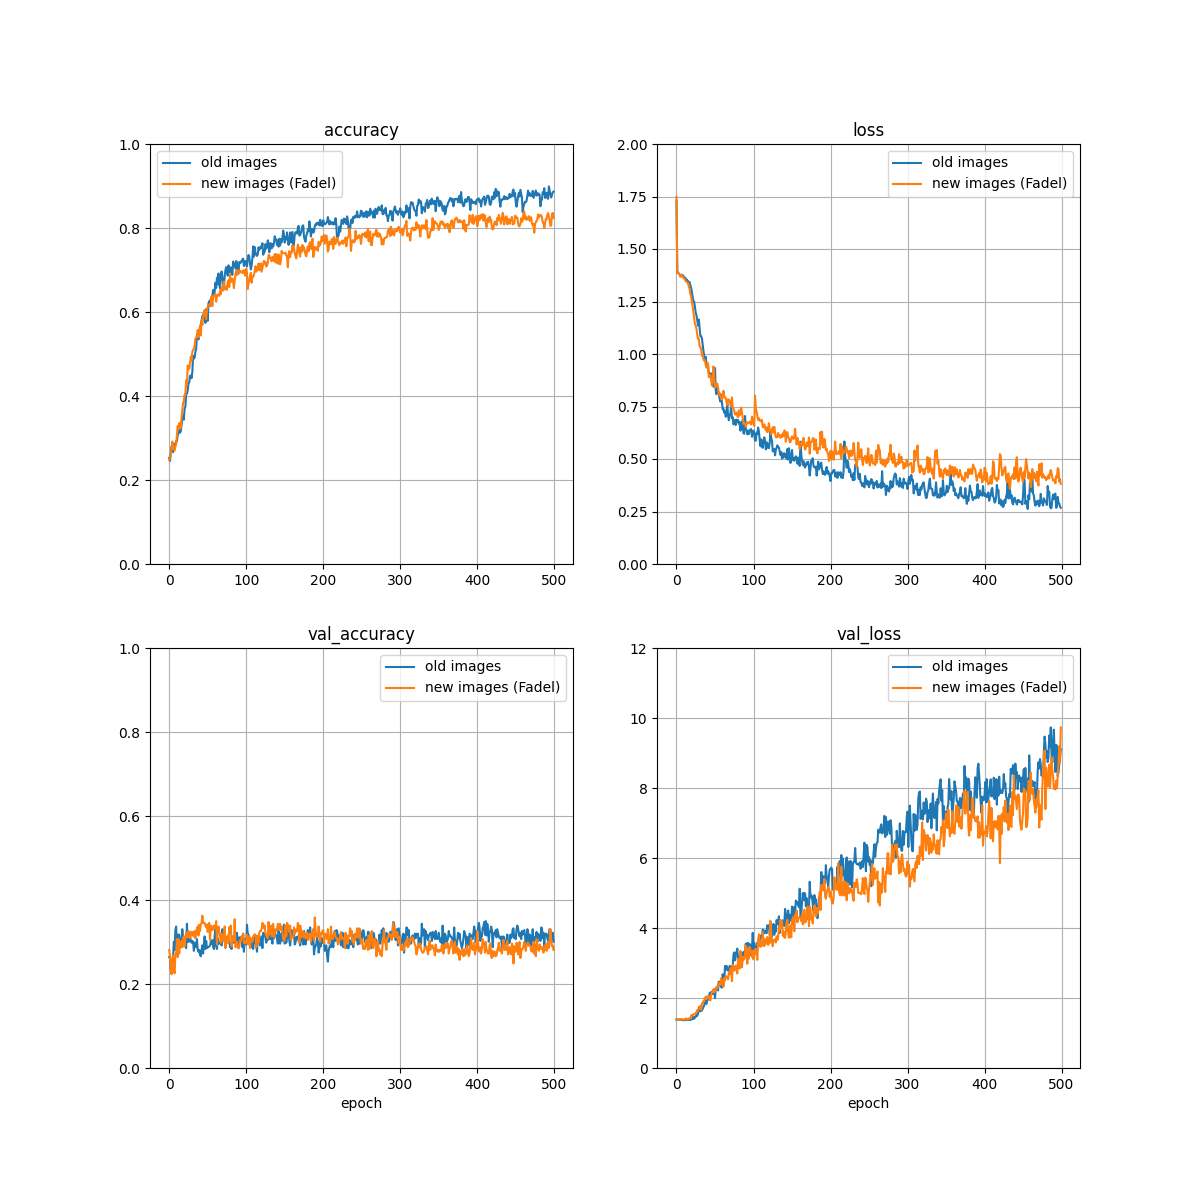 accuracy
1.0
0.8
0.6
0.4
0.2
0.0
0 100 200 300 400 500
old images
new images (Fadel)
loss
2.00
1.75
1.50
1.25
1.00
0.75
0.50
0.25
0.00
0 100 200 300 400 500
old images
new images (Fadel)
val_accuracy
1.0
0.8
0.6
0.4
0.2
0.0
0 100 200 300 400 500
epoch
old images
new images (Fadel)
val_loss
12
10
8
6
4
2
0
0 100 200 300 400 500
epoch
old images
new images (Fadel)